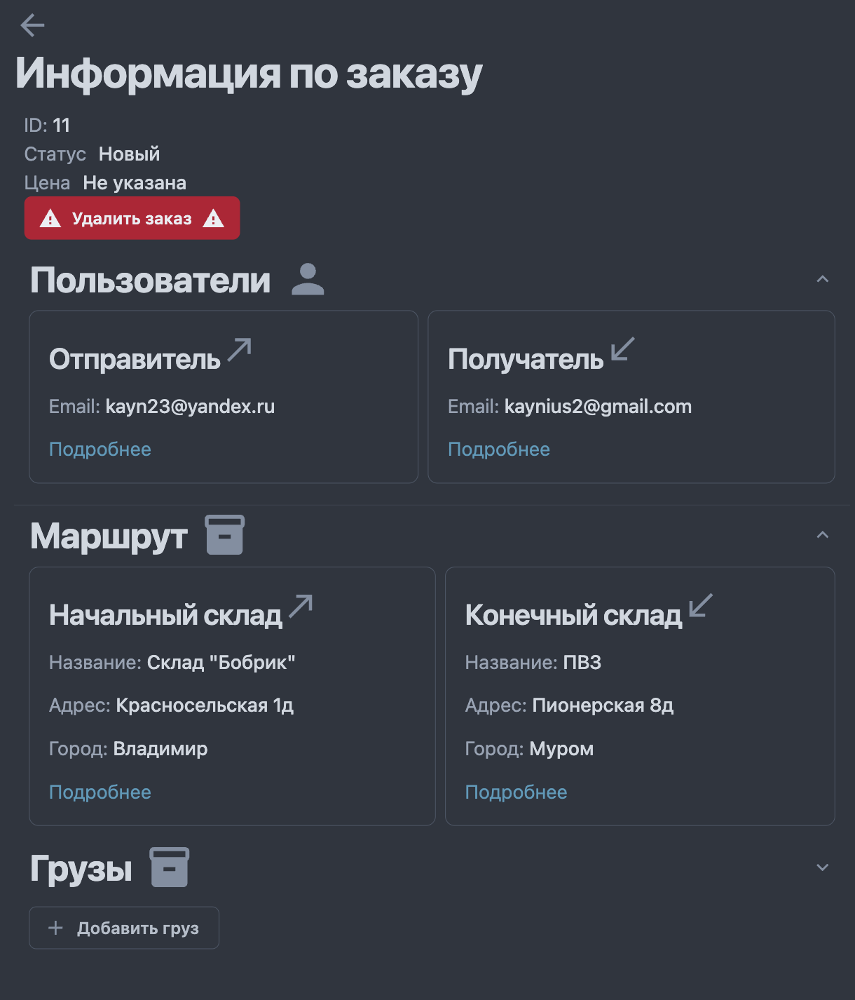 Информация по заказу
ID: 11
Статус Новый
Цена Не указана
Удалить заказ
Пользователи
Отправитель
Email: kayn23@yandex.ru
Подробнее
Получатель
Email: kaynius2@gmail.com
Подробнее
Маршрут
Начальный склад
Название: Склад "Бобрик"
Адрес: Красносельская 1д
Город: Владимир
Подробнее
Конечный склад
Название: ПВЗ
Адрес: Пионерская 8д
Город: Муром
Подробнее
Грузы
Добавить груз